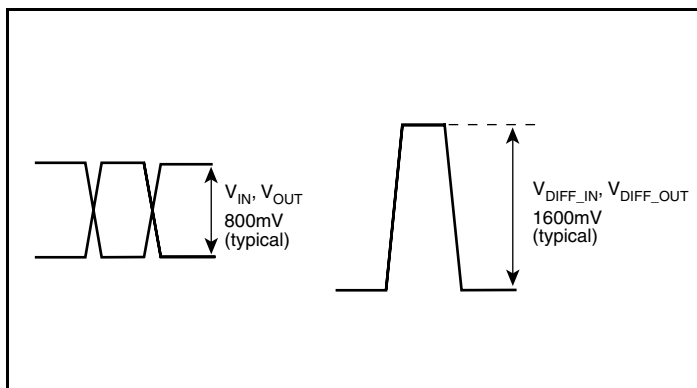 V_IN, V_OUT
800mV
(typical)
V_DIFF_IN, V_DIFF_OUT
1600mV
(typical)